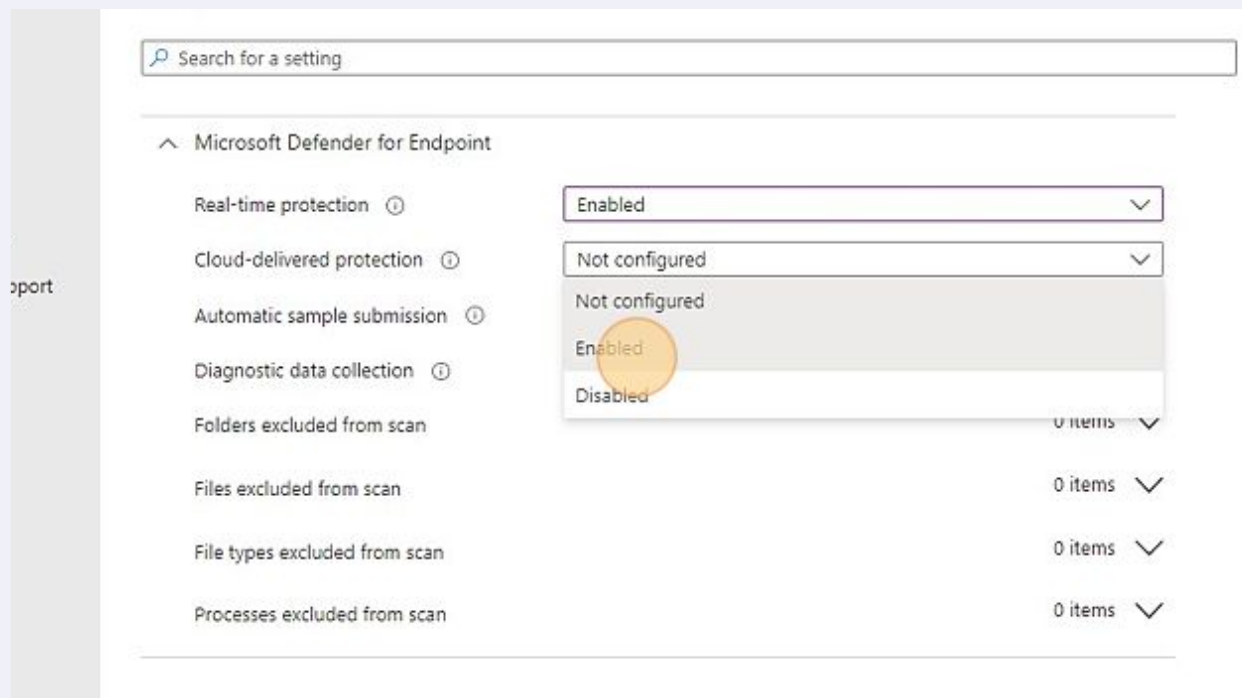 Search for a setting
Microsoft Defender for Endpoint
Real-time protection
Enabled
Cloud-delivered protection
Not configured
Not configured
Automatic sample submission
Enabled
Diagnostic data collection
Disabled
Folders excluded from scan
0 items
Files excluded from scan
0 items
File types excluded from scan
0 items
Processes excluded from scan
0 items